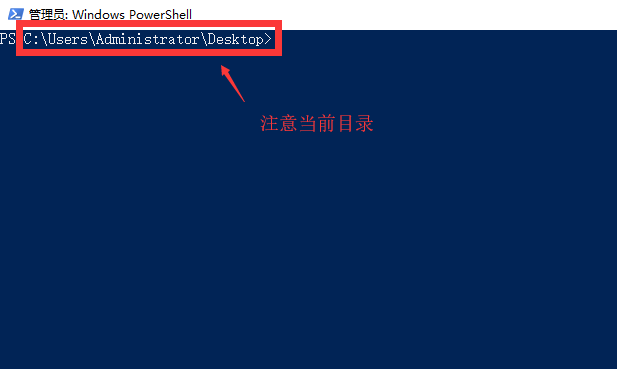 管理员: Windows PowerShell
PS C:\Users\Administrator\Desktop>
注意当前目录